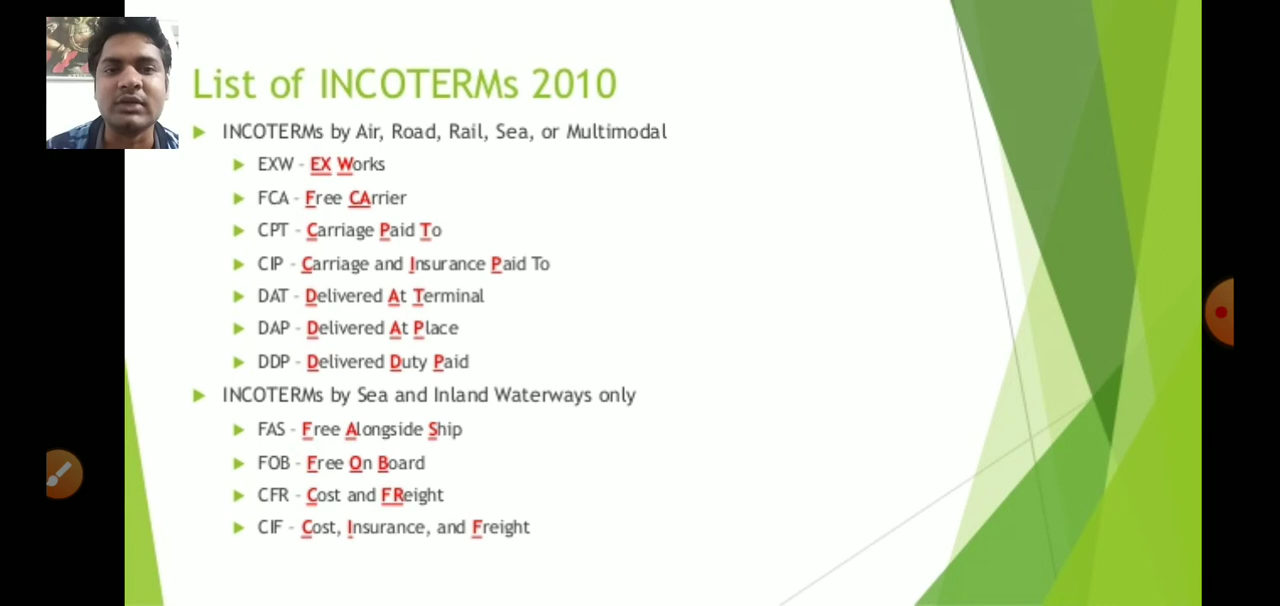 List of INCOTERMs 2010
INCOTERMs by Air, Road, Rail, Sea, or Multimodal
EXW - EX Works
FCA - Free CArrier
CPT - Carriage Paid To
CIP - Carriage and Insurance Paid To
DAT - Delivered At Terminal
DAP - Delivered At Place
DDP - Delivered Duty Paid
INCOTERMs by Sea and Inland Waterways only
FAS - Free Alongside Ship
FOB - Free On Board
CFR - Cost and FReight
CIF - Cost, Insurance, and Freight